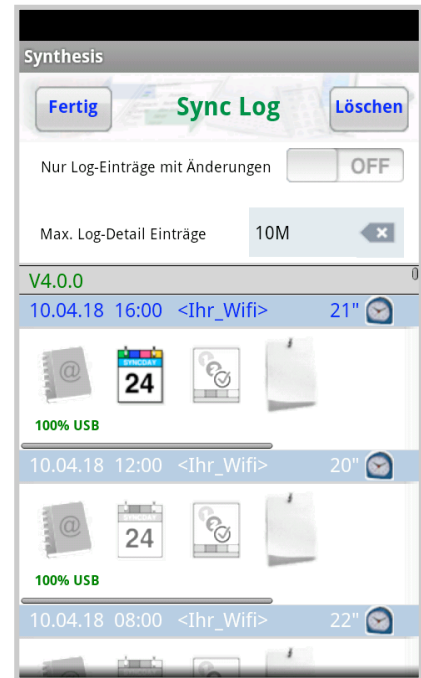 Synthesis
Fertig Sync Log Löschen
Nur Log-Einträge mit Änderungen OFF
Max. Log-Detail Einträge 10M
V4.0.0
10.04.18 16:00 <Ihr_Wifi> 21"
@ SYNCDAY 24
100% USB
10.04.18 12:00 <Ihr_Wifi> 20"
@ SYNCDAY 24
100% USB
10.04.18 08:00 <Ihr_Wifi> 22"